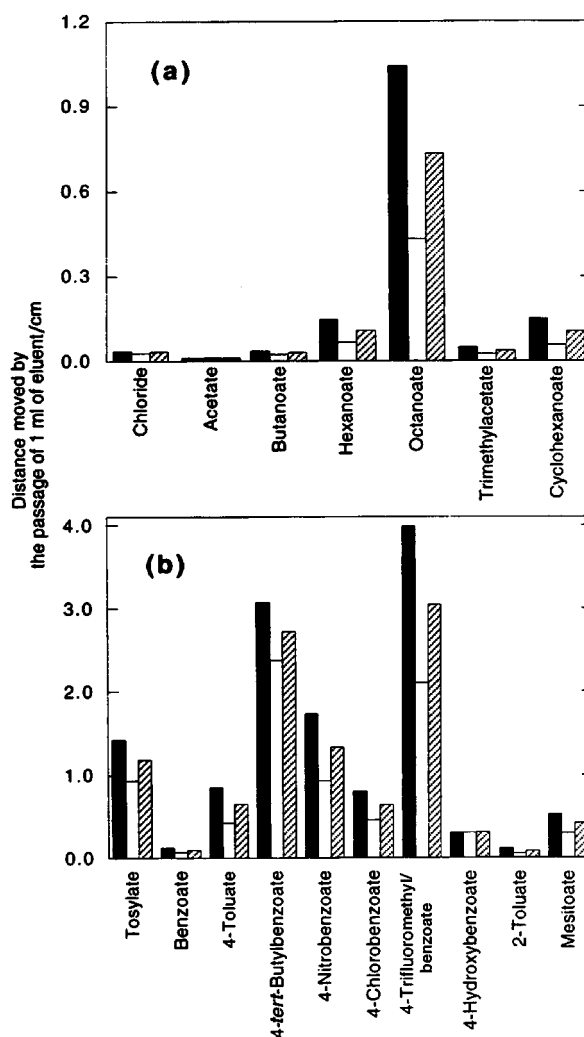 Distance moved by
the passage of 1 ml of eluent/cm
(a)
1.2
0.9
0.6
0.3
0.0
Chloride
Acetate
Butanoate
Hexanoate
Octanoate
Trimethylacetate
Cyclohexanoate
(b)
4.0
3.0
2.0
1.0
0.0
Tosylate
Benzoate
4-Toluate
4-tert-Butylbenzoate
4-Nitrobenzoate
4-Chlorobenzoate
4-Trifluoromethyl/
benzoate
4-Hydroxybenzoate
2-Toluate
Mesitoate